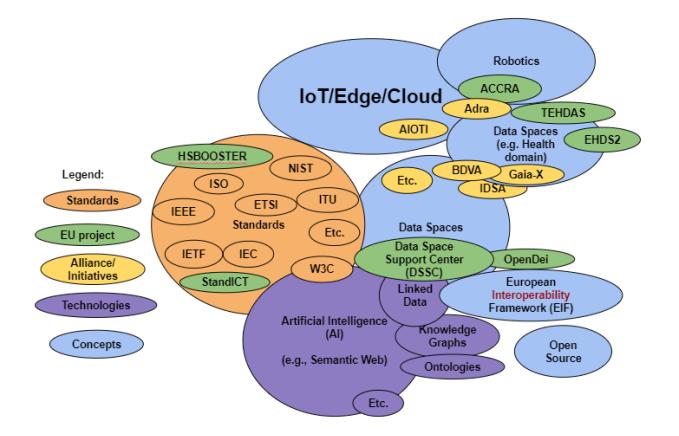 Robotics
ACCRA
IoT/Edge/Cloud
Adra
TEHDAS
AIOTI
Data Spaces
(e.g. Health
domain)
EHDS2
HSBOOSTER
NIST
BDVA
Gaia-X
Legend:
ISO
Etc.
IDSA
Standards
IEEE
ETSI
ITU
Standards
Etc.
Data Spaces
EU project
IETF
IEC
Data Space
Support Center
(DSSC)
OpenDei
Alliance/
Initiatives
W3C
StandICT
European
Interoperability
Framework (EIF)
Linked
Data
Technologies
Artificial Intelligence
(AI)
(e.g., Semantic Web)
Knowledge
Graphs
Concepts
Open
Source
Ontologies
Etc.